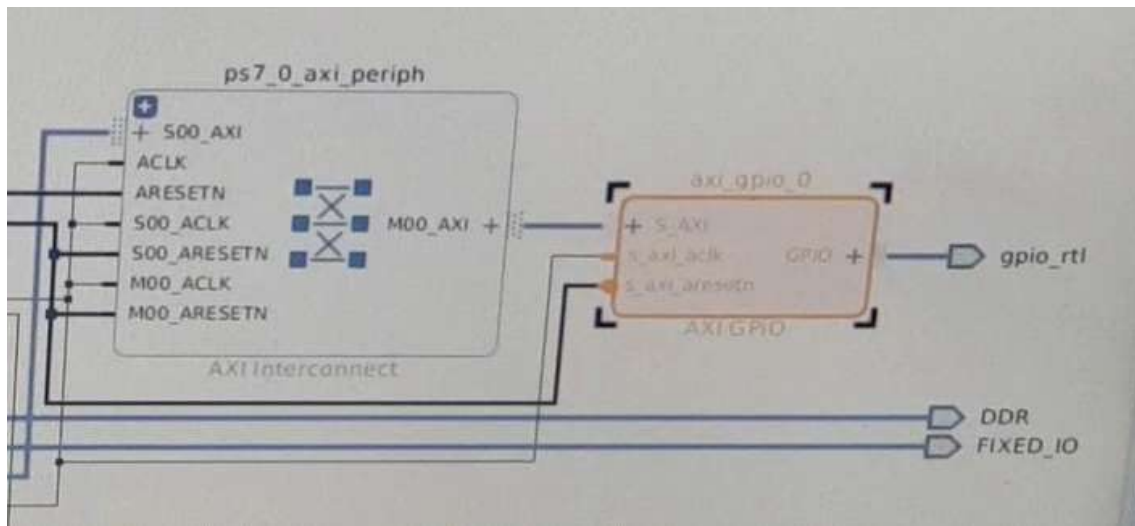 ps7_0_axi_periph
S00_AXI
ACLK
ARESETN
S00_ACLK
S00_ARESETN
M00_ACLK
M00_ARESETN
M00_AXI
AXI Interconnect
axi_gpio_0
S_AXI
s_axi_aclk
s_axi_aresetn
GPIO
AXI GPIO
gpio_rtl
DDR
FIXED_IO